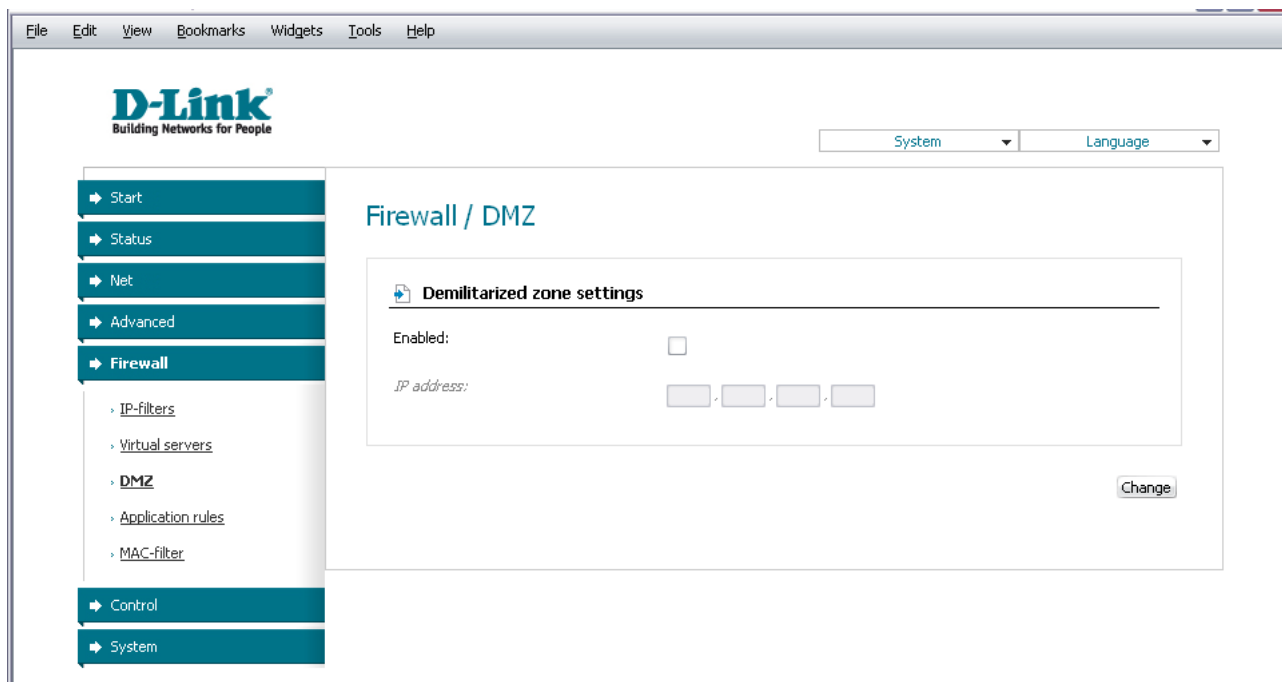 File Edit View Bookmarks Widgets Tools Help
D-Link®
Building Networks for People
System Language
Start
Status
Net
Advanced
Firewall
IP-filters
Virtual servers
DMZ
Application rules
MAC-filter
Control
System
Firewall / DMZ
Demilitarized zone settings
Enabled:
IP address:
Change